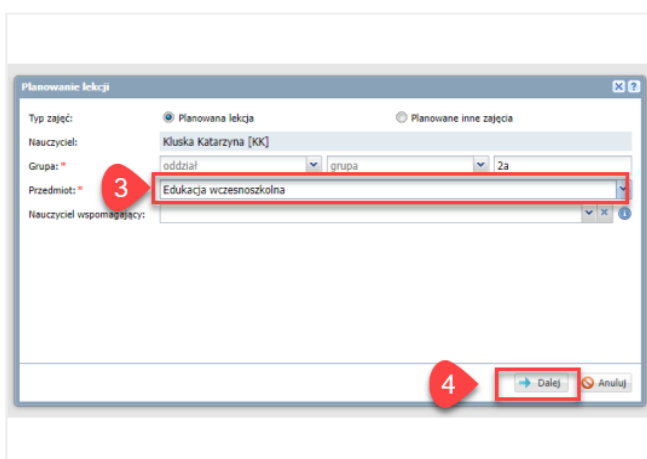 Planowanie lekcji
Typ zajęć: Planowana lekcja Planowane inne zajęcia
Nauczyciel: Kluska Katarzyna [KK]
Grupa: * oddział grupa 2a
3
Przedmiot: * Edukacja wczesnoszkolna
Nauczyciel wspomagający:
4
Dalej Anuluj